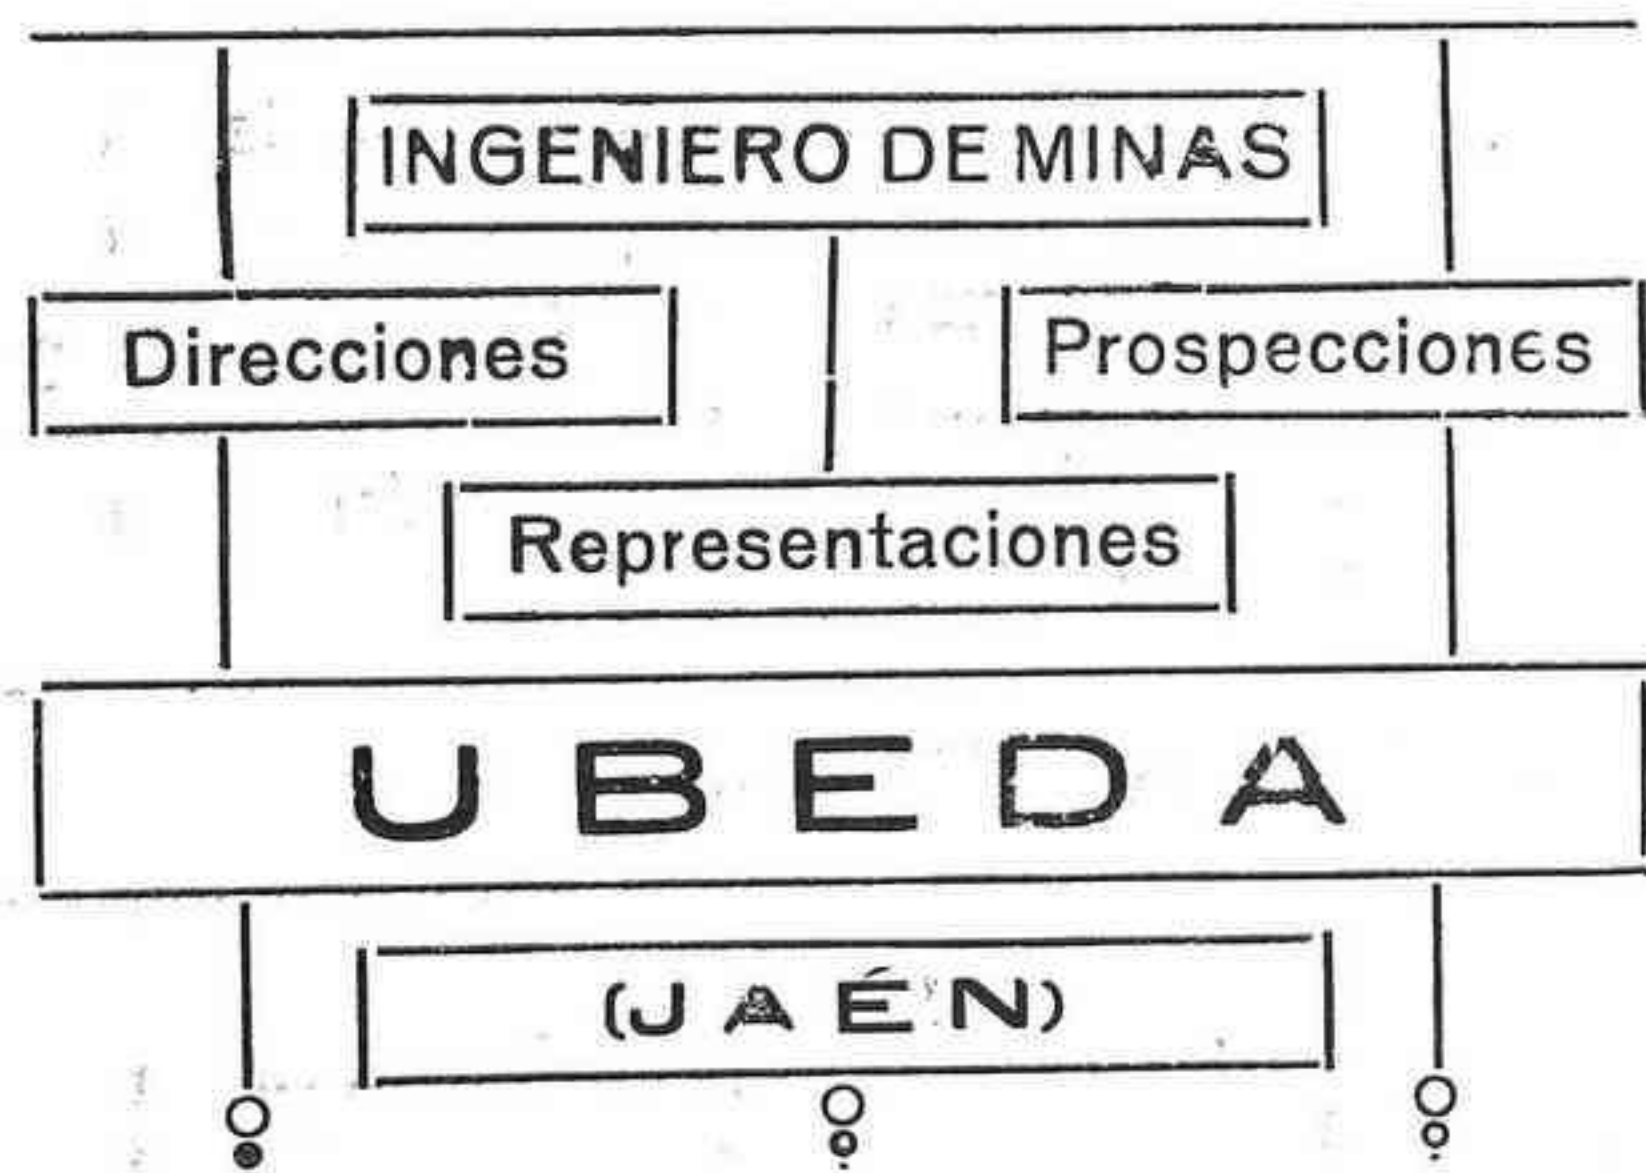 INGENIERO DE MINAS
Direcciones
Prospecciones
Representaciones
UBEDA
(JAÉN)